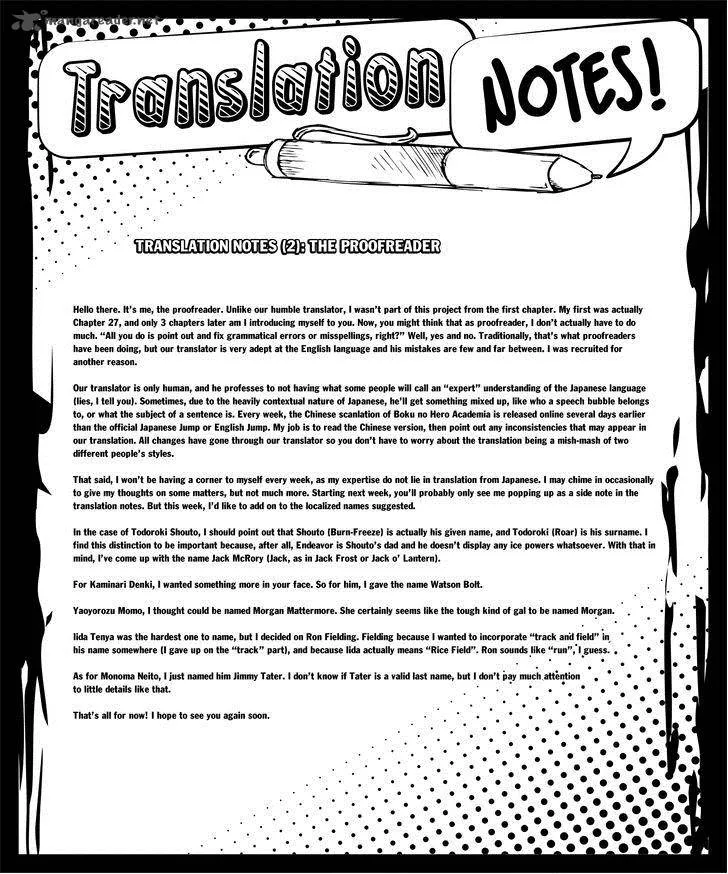 mangareader.net
Translation
NOTES!
TRANSLATION NOTES (2): THE PROOFREADER
Hello there. It's me, the proofreader. Unlike our humble translator, I wasn't part of this project from the first chapter. My first was actually
Chapter 27, and only 3 chapters later am I introducing myself to you. Now, you might think that as proofreader, I don't actually have to do
much. “All you do is point out and fix grammatical errors or misspellings, right?” Well, yes and no. Traditionally, that's what proofreaders
have been doing, but our translator is very adept at the English language and his mistakes are few and far between. I was recruited for
another reason.
Our translator is only human, and he professes to not having what some people will call an “expert” understanding of the Japanese language
(lies, I tell you). Sometimes, due to the heavily contextual nature of Japanese, he'll get something mixed up, like who a speech bubble belongs
to, or what the subject of a sentence is. Every week, the Chinese scanlation of Boku no Hero Academia is released online several days earlier
than the official Japanese Jump or English Jump. My job is to read the Chinese version, then point out any inconsistencies that may appear in
our translation. All changes have gone through our translator so you don't have to worry about the translation being a mish-mash of two
different people's styles.
That said, I won't be having a corner to myself every week, as my expertise do not lie in translation from Japanese. I may chime in occasionally
to give my thoughts on some matters, but not much more. Starting next week, you'll probably only see me popping up as a side note in the
translation notes. But this week, I'd like to add on to the localized names suggested.
In the case of Todoroki Shouto, I should point out that Shouto (Burn-Freeze) is actually his given name, and Todoroki (Roar) is his surname. I
find this distinction to be important because, after all, Endeavor is Shouto's dad and he doesn't display any ice powers whatsoever. With that in
mind, I've come up with the name Jack McRory (Jack, as in Jack Frost or Jack o' Lantern).
For Kaminari Denki, I wanted something more in your face. So for him, I gave the name Watson Bolt.
Yaoyorozu Momo, I thought could be named Morgan Mattermore. She certainly seems like the tough kind of gal to be named Morgan.
Iida Tenya was the hardest one to name, but I decided on Ron Fielding. Fielding because I wanted to incorporate “track and field” in
his name somewhere (I gave up on the “track” part), and because Iida actually means “Rice Field”. Ron sounds like “run”, I guess.
As for Monoma Neito, I just named him Jimmy Tater. I don't know if Tater is a valid last name, but I don't pay much attention
to little details like that.
That's all for now! I hope to see you again soon.